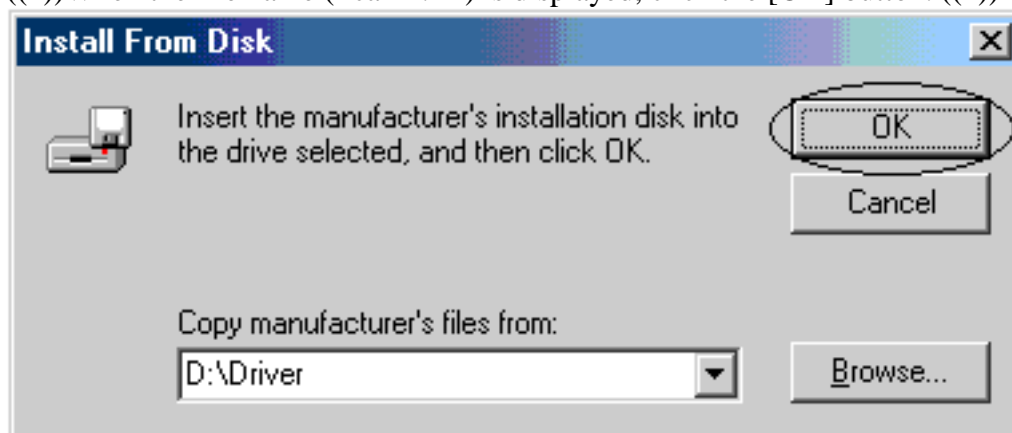 Install From Disk
Insert the manufacturer's installation disk into
the drive selected, and then click OK.
OK
Cancel
Copy manufacturer's files from:
D:\Driver
Browse...